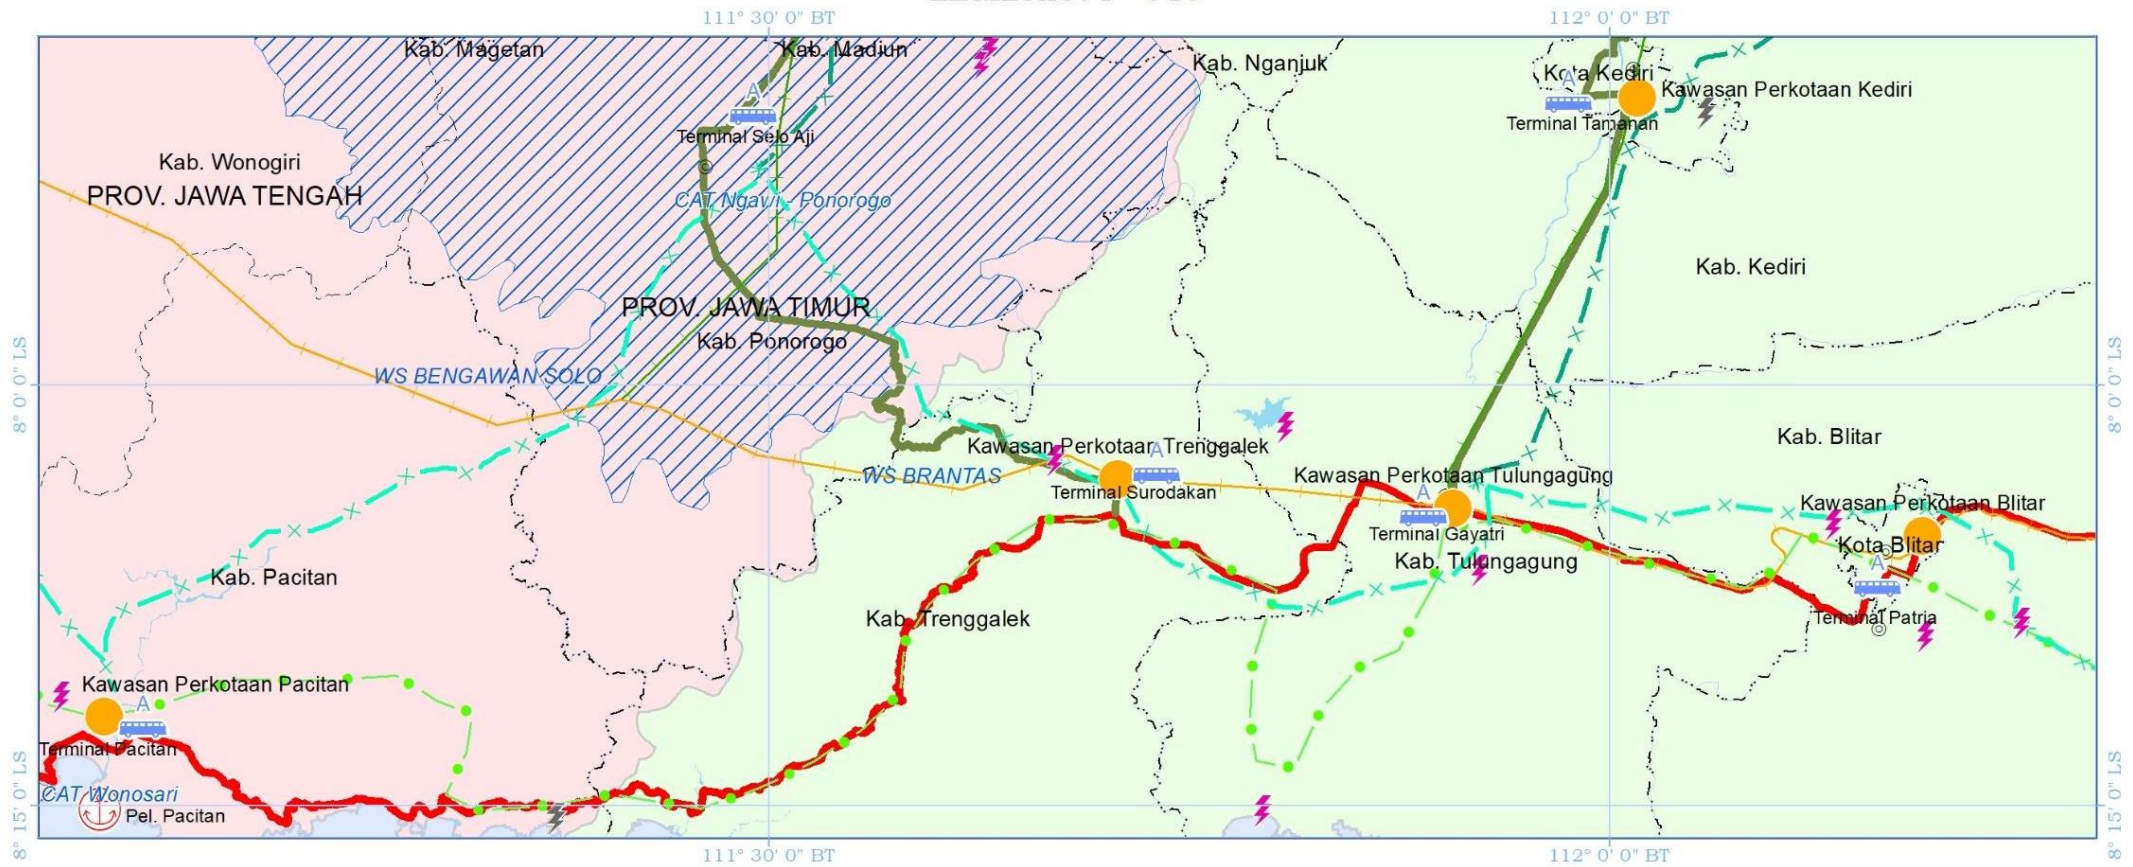 111° 30' 0" BT
112° 0' 0" BT
Kab. Magetan
Kab. Madiun
Kab. Nganjuk
Kota Kediri
A
Kawasan Perkotaan Kediri
A
Terminal Tamanan
Terminal Selo Aji
Kab. Wonogiri
PROV. JAWA TENGAH
CAT Ngawi - Ponorogo
Kab. Kediri
PROV. JAWA TIMUR
Kab. Ponorogo
WS BENGAWAN SOLO
8° 0' 0" LS
8° 0' 0" LS
Kab. Blitar
Kawasan Perkotaan Trenggalek
A
WS BRANTAS
Terminal Surodakan
Kawasan Perkotaan Tulungagung
A
Terminal Gayatri
Kab. Tulungagung
Kawasan Perkotaan Blitar
Kota Blitar
A
Terminal Patria
Kab. Pacitan
Kab. Trenggalek
Kawasan Perkotaan Pacitan
A
Terminal Pacitan
CAT Wonosari
Pel. Pacitan
8° 15' 0" LS
8° 15' 0" LS
111° 30' 0" BT
112° 0' 0" BT